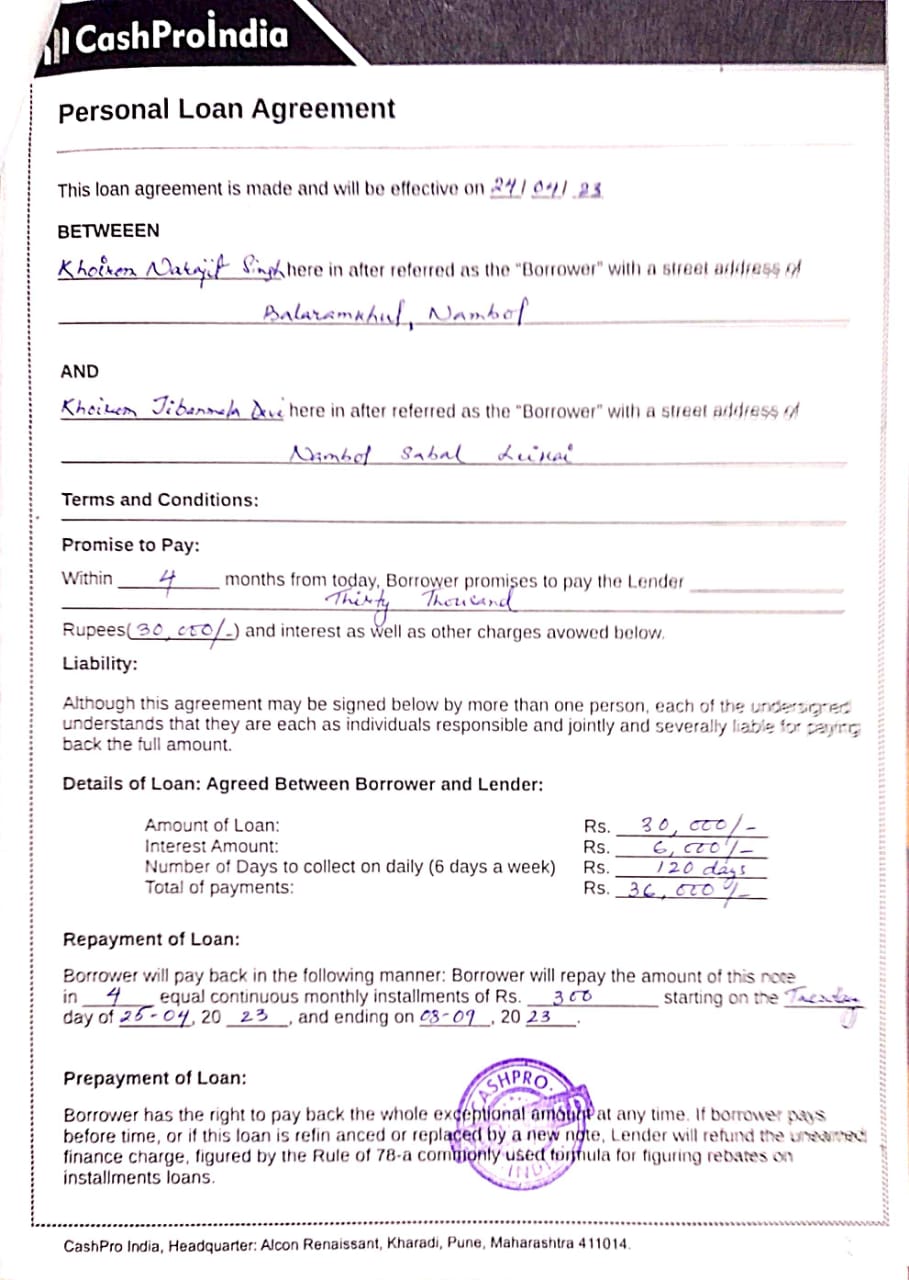 CashProIndia
Personal Loan Agreement
This loan agreement is made and will be effective on 24/04/23
BETWEEEN
Khoirom Narajit Singh here in after referred as the "Borrower" with a street address of
Balaramkhul, Nambol
AND
Khoirom Jibanmala Devi here in after referred as the "Borrower" with a street address of
Nambol Sabal Leikai
Terms and Conditions:
Promise to Pay:
Within 4 months from today, Borrower promises to pay the Lender
Thirty Thousand
Rupees(30,000/-) and interest as well as other charges avowed below.
Liability:
Although this agreement may be signed below by more than one person, each of the undersigned
understands that they are each as individuals responsible and jointly and severally liable for paying
back the full amount.
Details of Loan: Agreed Between Borrower and Lender:
Amount of Loan: Rs. 30,000/-
Interest Amount: Rs. 6,000/-
Number of Days to collect on daily (6 days a week) Rs. 120 days
Total of payments: Rs. 36,000/-
Repayment of Loan:
Borrower will pay back in the following manner: Borrower will repay the amount of this note
in 4 equal continuous monthly installments of Rs. 300 starting on the Tuesday
day of 25-04, 20 23, and ending on 08-09, 20 23.
Prepayment of Loan:
CASHPRO
INDIA
Borrower has the right to pay back the whole exceptional amount at any time. If borrower pays
before time, or if this loan is refin anced or replaced by a new note, Lender will refund the unearned
finance charge, figured by the Rule of 78-a commonly used formula for figuring rebates on
installments loans.
CashPro India, Headquarter: Alcon Renaissant, Kharadi, Pune, Maharashtra 411014.